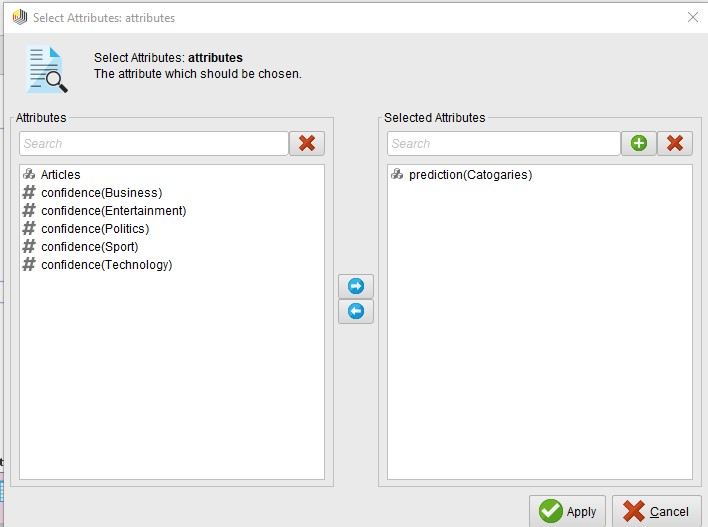 Select Attributes: attributes
Select Attributes: attributes
The attribute which should be chosen.
Attributes
Search
Articles
confidence(Business)
confidence(Entertainment)
confidence(Politics)
confidence(Sport)
confidence(Technology)
Selected Attributes
Search
prediction(Catogaries)
Apply
Cancel